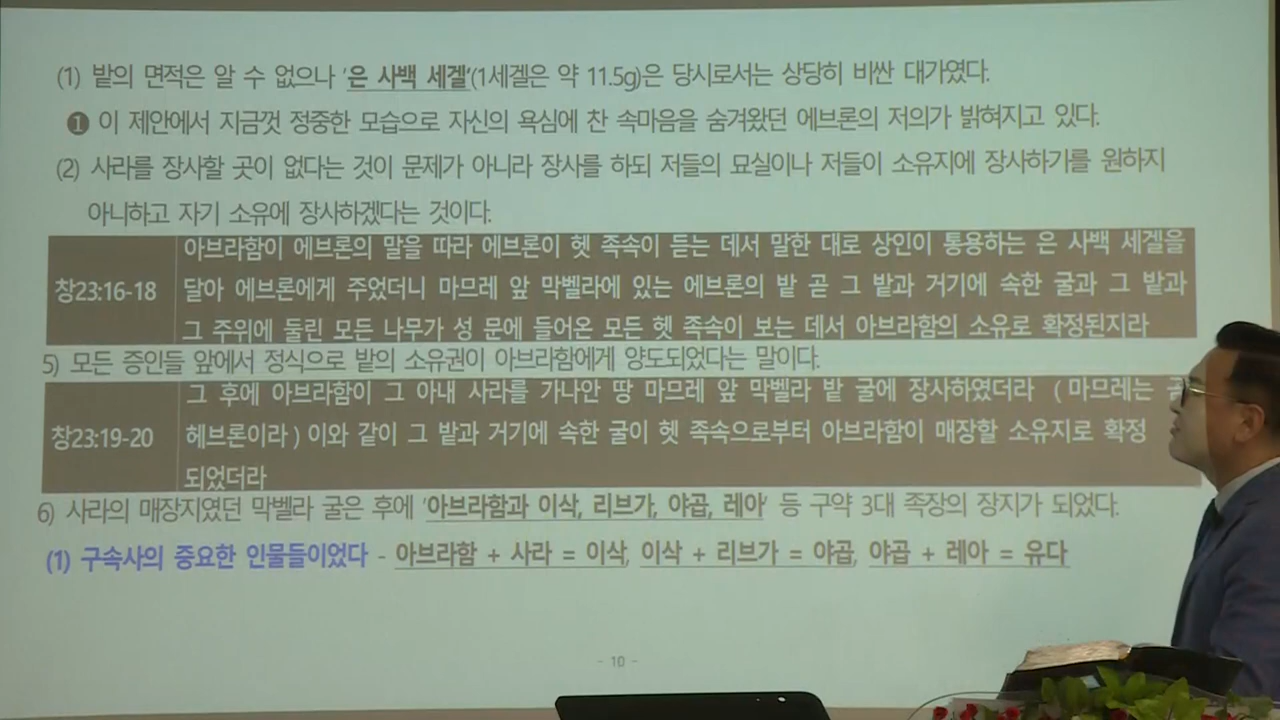 (1) 밭의 면적은 알 수 없으나 '은 사백 세겔'(1세겔은 약 11.5g)은 당시로서는 상당히 비싼 대가였다.
❶ 이 제안에서 지금껏 정중한 모습으로 자신의 욕심에 찬 속마음을 숨겨왔던 에브론의 저의가 밝혀지고 있다.
(2) 사라를 장사할 곳이 없다는 것이 문제가 아니라 장사를 하되 저들의 묘실이나 저들이 소유지에 장사하기를 원하지
아니하고 자기 소유에 장사하겠다는 것이다.
아브라함이 에브론의 말을 따라 에브론이 헷 족속이 듣는 데서 말한 대로 상인이 통용하는 은 사백 세겔을
창23:16-18 달아 에브론에게 주었더니 마므레 앞 막벨라에 있는 에브론의 밭 곧 그 밭과 거기에 속한 굴과 그 밭과
그 주위에 둘린 모든 나무가 성 문에 들어온 모든 헷 족속이 보는 데서 아브라함의 소유로 확정된지라
5) 모든 증인들 앞에서 정식으로 밭의 소유권이 아브라함에게 양도되었다는 말이다.
그 후에 아브라함이 그 아내 사라를 가나안 땅 마므레 앞 막벨라 밭 굴에 장사하였더라 (마므레는 곧
창23:19-20 헤브론이라) 이와 같이 그 밭과 거기에 속한 굴이 헷 족속으로부터 아브라함이 매장할 소유지로 확정
되었더라
6) 사라의 매장지였던 막벨라 굴은 후에 '아브라함과 이삭, 리브가, 야곱, 레아' 등 구약 3대 족장의 장지가 되었다.
(1) 구속사의 중요한 인물들이었다 - 아브라함 + 사라 = 이삭, 이삭 + 리브가 = 야곱, 야곱 + 레아 = 유다
- 10 -